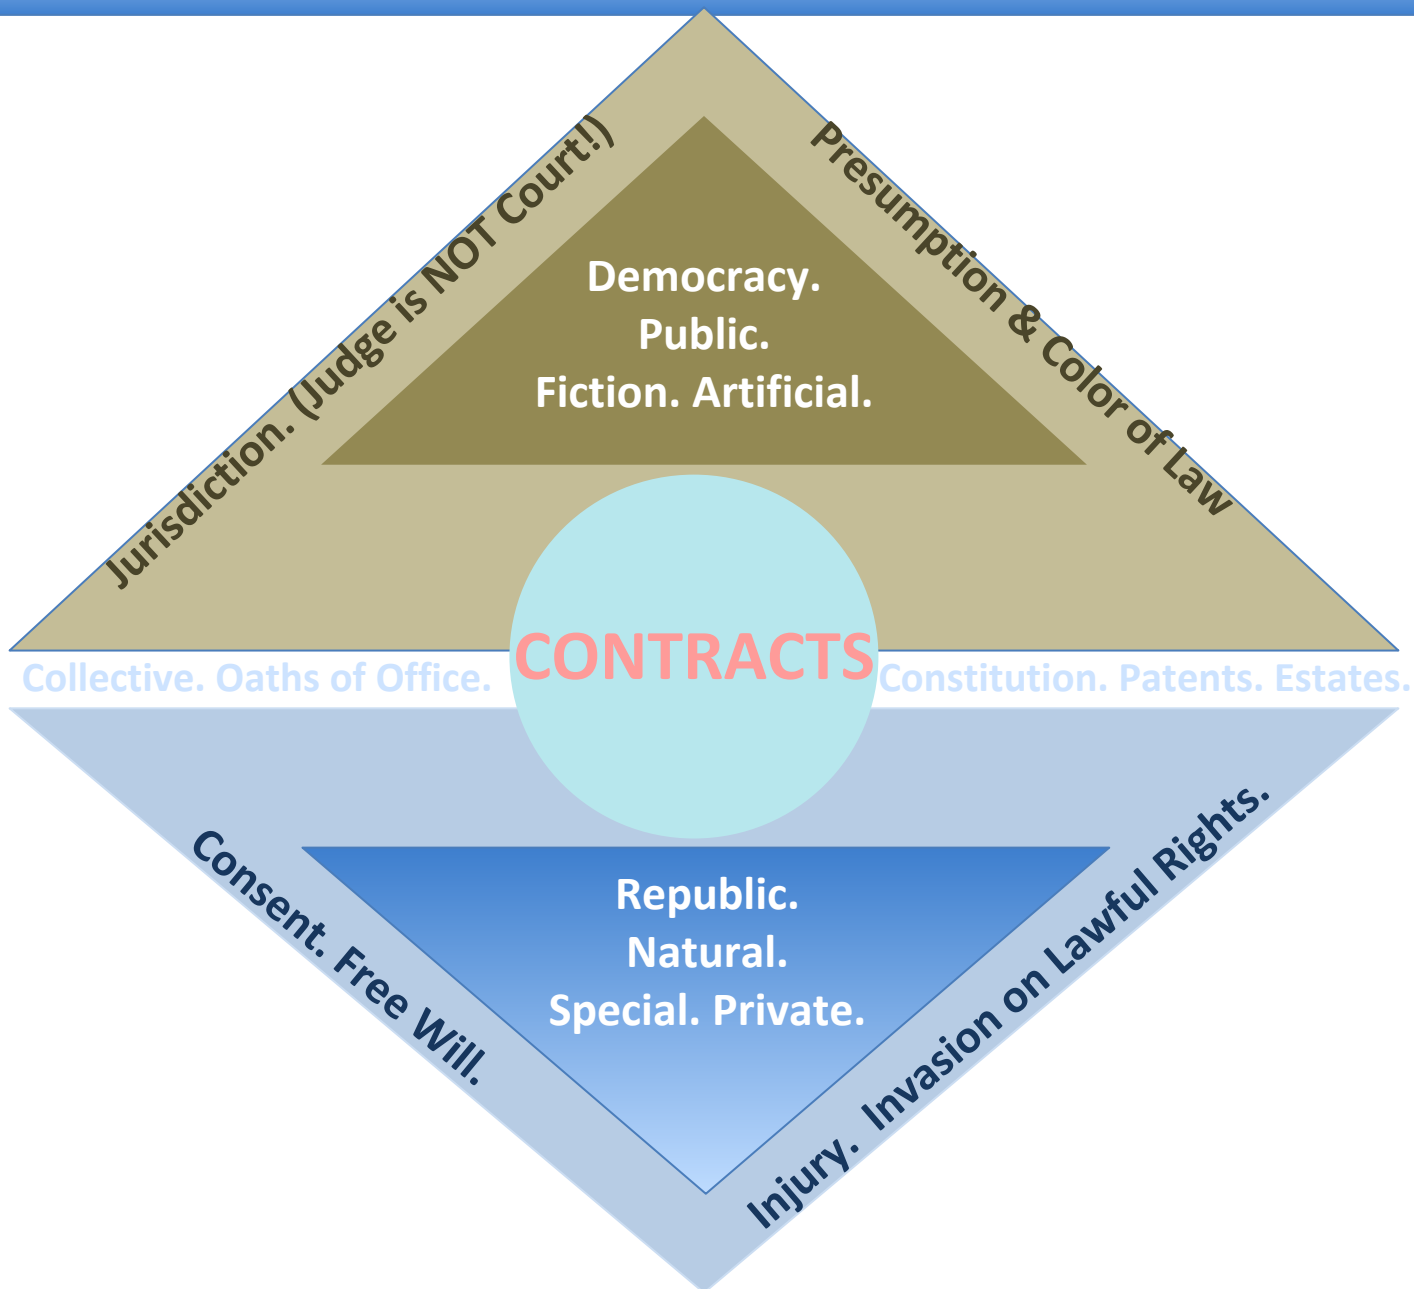 Jurisdiction. (Judge is NOT Court!)
Presumption & Color of Law
Democracy.
Public.
Fiction. Artificial.
CONTRACTS
Collective. Oaths of Office.
Constitution. Patents. Estates.
Republic.
Natural.
Special. Private.
Consent. Free Will.
Injury.  Invasion on Lawful Rights.